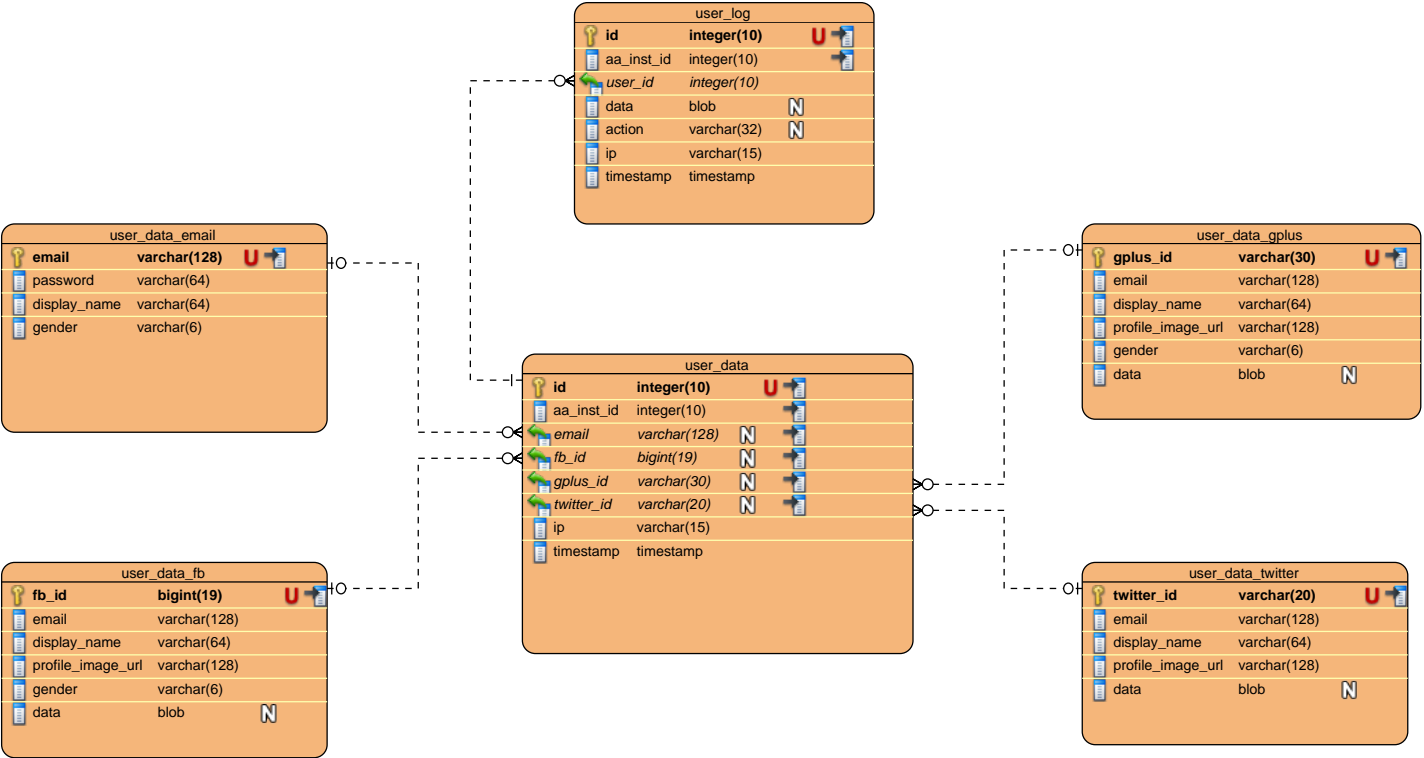 user_log
id integer(10) U
aa_inst_id integer(10)
user_id integer(10)
data blob N
action varchar(32) N
ip varchar(15)
timestamp timestamp
user_data_email
email varchar(128) U
password varchar(64)
display_name varchar(64)
gender varchar(6)
user_data_gplus
gplus_id varchar(30) U
email varchar(128)
display_name varchar(64)
profile_image_url varchar(128)
gender varchar(6)
data blob N
user_data
id integer(10) U
aa_inst_id integer(10)
email varchar(128) N
fb_id bigint(19) N
gplus_id varchar(30) N
twitter_id varchar(20) N
ip varchar(15)
timestamp timestamp
user_data_fb
fb_id bigint(19) U
email varchar(128)
display_name varchar(64)
profile_image_url varchar(128)
gender varchar(6)
data blob N
user_data_twitter
twitter_id varchar(20) U
email varchar(128)
display_name varchar(64)
profile_image_url varchar(128)
data blob N